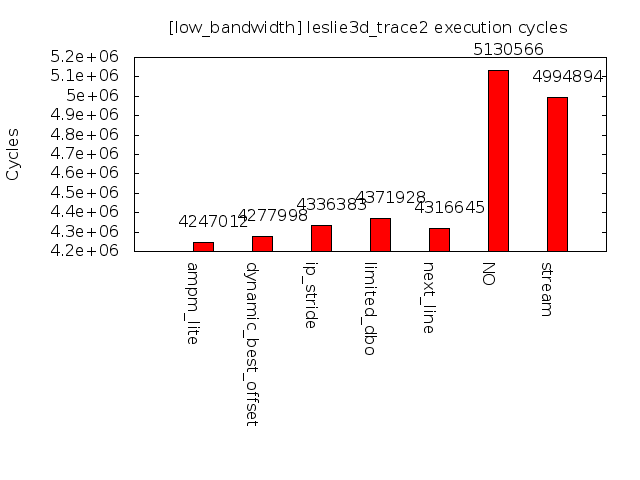 [low_bandwidth] leslie3d_trace2 execution cycles
Cycles
5.2e+06
5.1e+06
5e+06
4.9e+06
4.8e+06
4.7e+06
4.6e+06
4.5e+06
4.4e+06
4.3e+06
4.2e+06
4247012
4277998
4336383
4371928
4316645
5130566
4994894
ampm_lite
dynamic_best_offset
ip_stride
limited_dbo
next_line
NO
stream